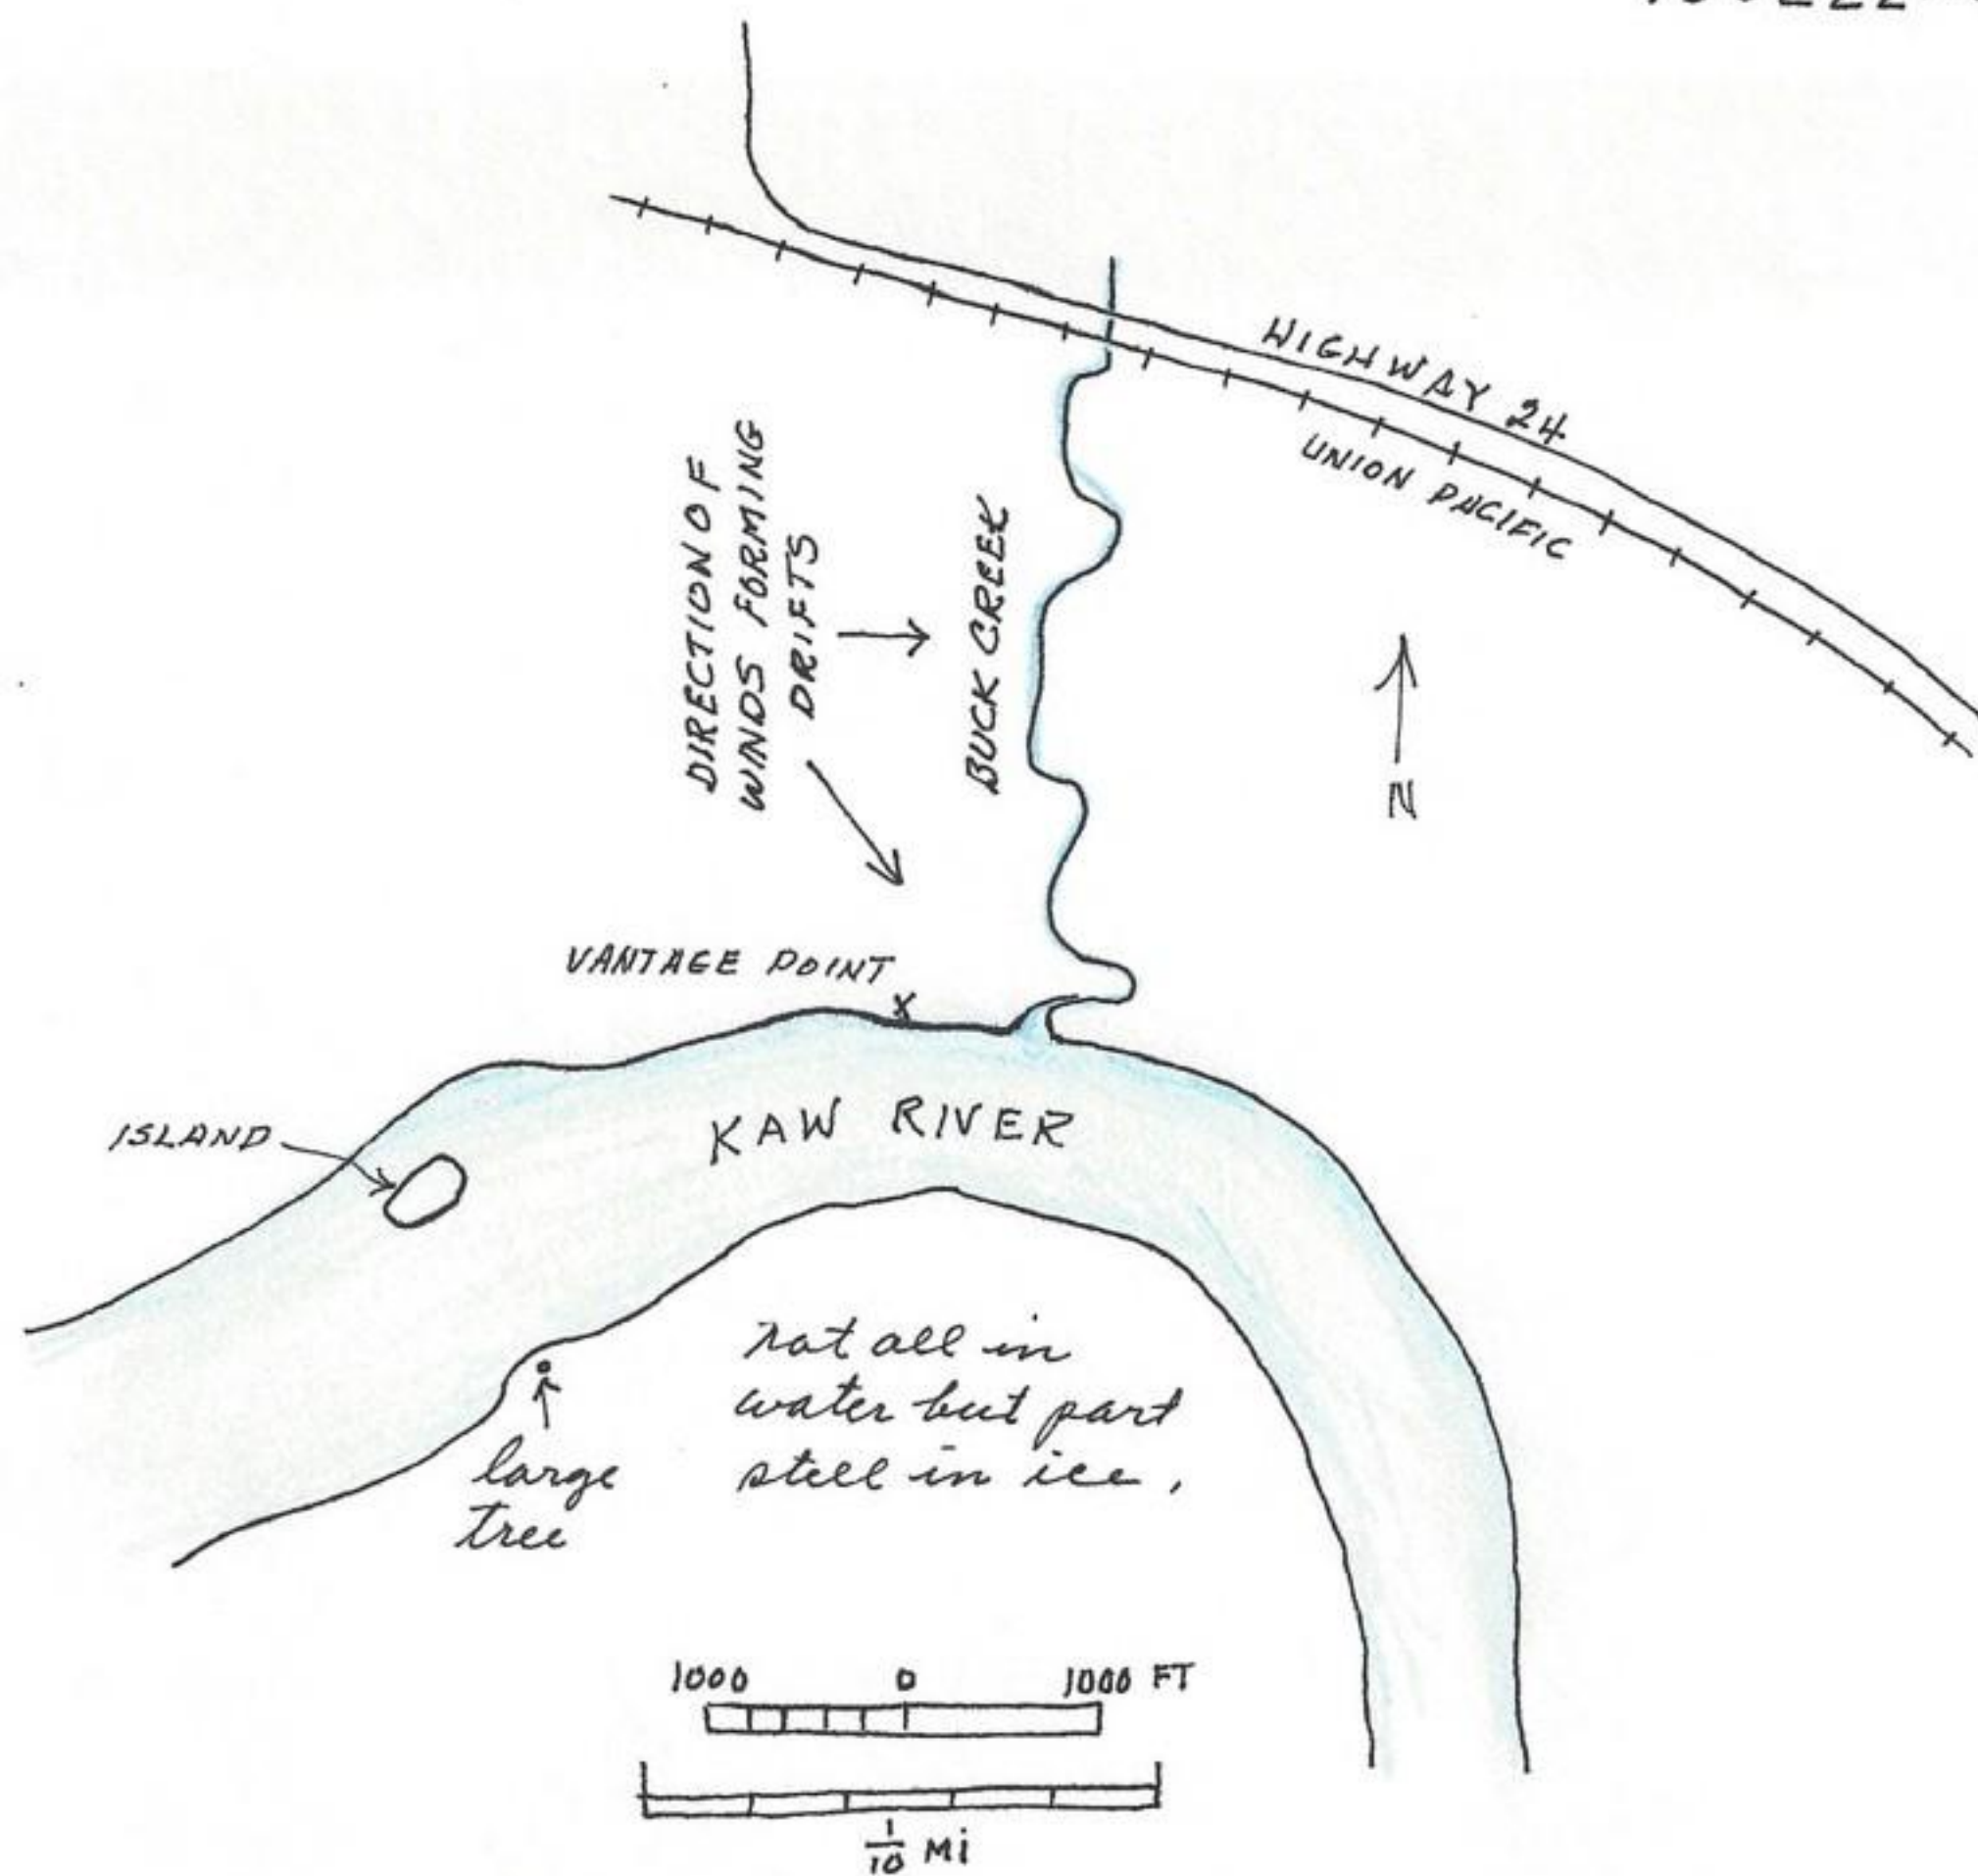 HIGHWAY 24
UNION PACIFIC
DIRECTION OF
WINDS FORMING
DRIFTS
BUCK CREEK
N
VANTAGE POINT
X
ISLAND
KAW RIVER
not all in
water but part
still in ice,
large
tree
1000 0 1000 FT
1/10 Mi